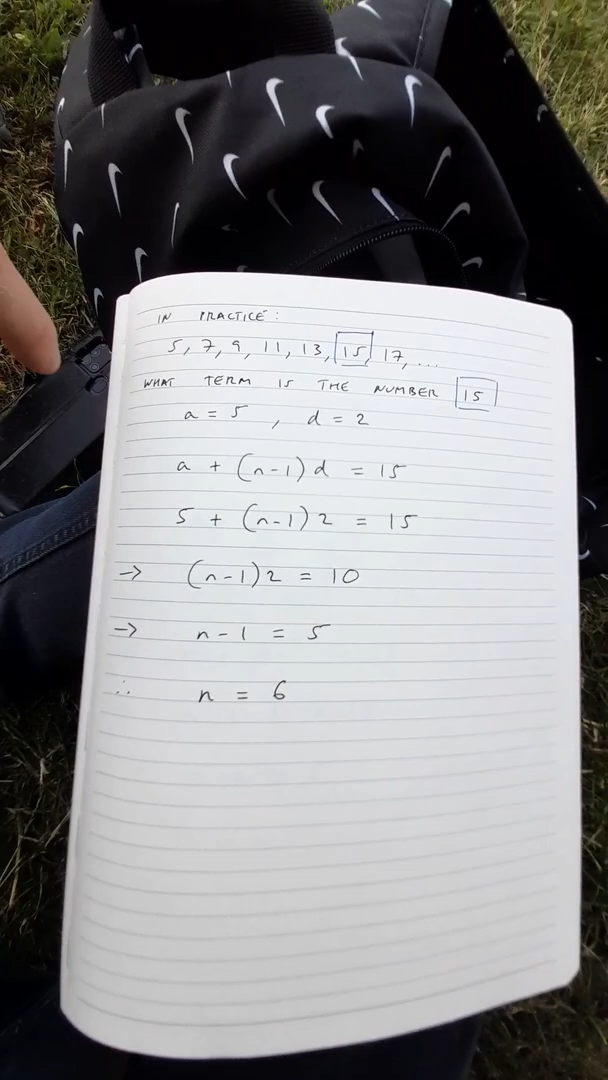 IN PRACTICE:
5, 7, 9, 11, 13, 15, 17, ...
WHAT TERM IS THE NUMBER 15
a = 5 , d = 2
a + (n-1) d = 15
5 + (n-1) 2 = 15
→ (n-1) 2 = 10
→ n - 1 = 5
∴ n = 6